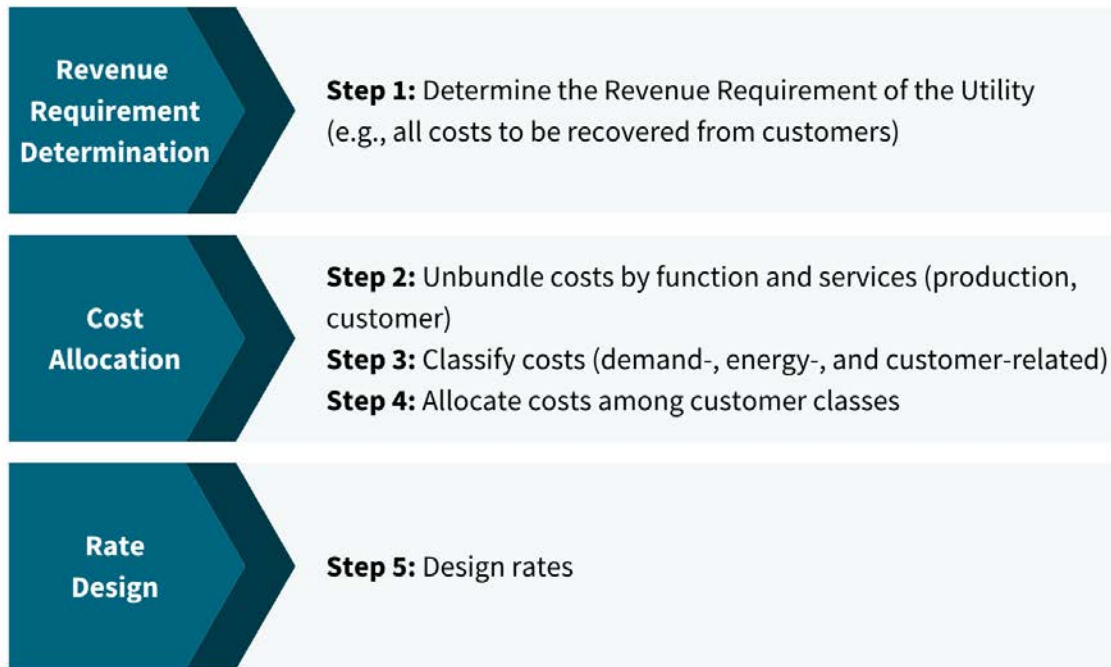 Revenue
Requirement
Determination
Step 1: Determine the Revenue Requirement of the Utility
(e.g., all costs to be recovered from customers)
Cost
Allocation
Step 2: Unbundle costs by function and services (production,
customer)
Step 3: Classify costs (demand-, energy-, and customer-related)
Step 4: Allocate costs among customer classes
Rate
Design
Step 5: Design rates